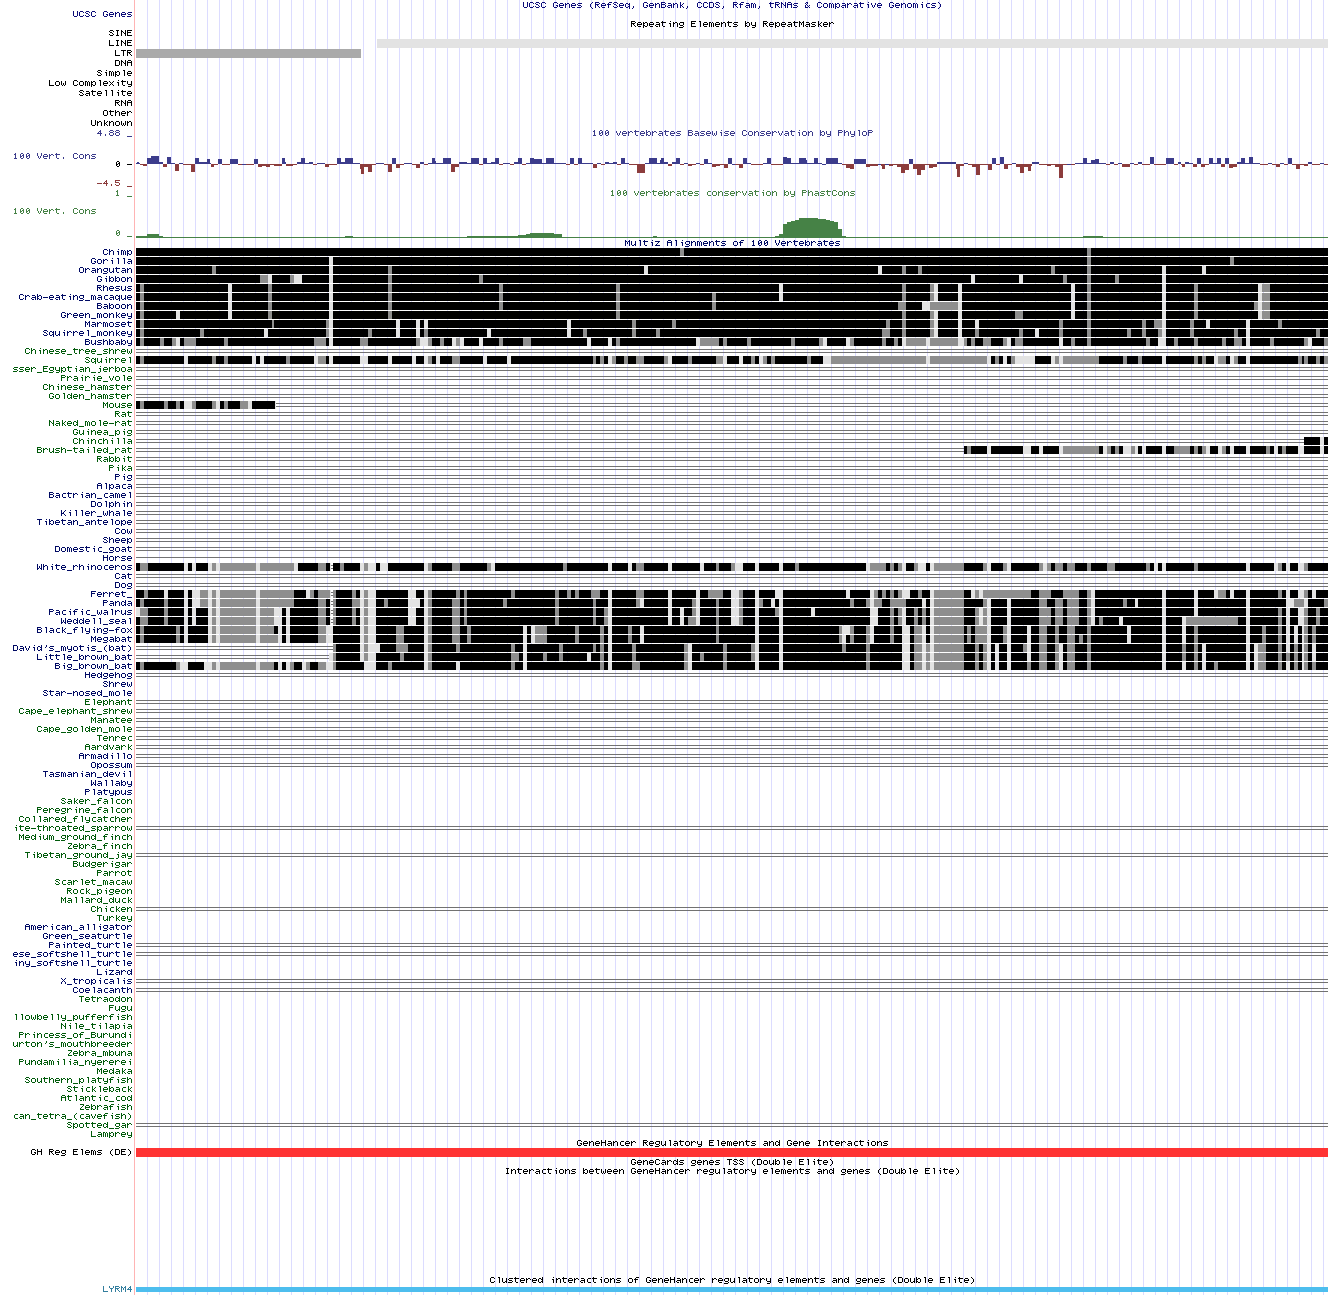 UCSC Genes (RefSeq, GenBank, CCDS, Rfam, tRNAs & Comparative Genomics)
UCSC Genes
Repeating Elements by RepeatMasker
SINE
LINE
LTR
DNA
Simple
Low Complexity
Satellite
RNA
Other
Unknown
4.88 _
100 vertebrates Basewise Conservation by PhyloP
100 Vert. Cons
0 _
-4.5 _
100 vertebrates conservation by PhastCons
1 _
100 Vert. Cons
0 _
Multiz Alignments of 100 Vertebrates
Chimp
Gorilla
Orangutan
Gibbon
Rhesus
Crab-eating_macaque
Baboon
Green_monkey
Marmoset
Squirrel_monkey
Bushbaby
Chinese_tree_shrew
Squirrel
sser_Egyptian_jerboa
Prairie_vole
Chinese_hamster
Golden_hamster
Mouse
Rat
Naked_mole-rat
Guinea_pig
Chinchilla
Brush-tailed_rat
Rabbit
Pika
Pig
Alpaca
Bactrian_camel
Dolphin
Killer_whale
Tibetan_antelope
Cow
Sheep
Domestic_goat
Horse
White_rhinoceros
Cat
Dog
Ferret_
Panda
Pacific_walrus
Weddell_seal
Black_flying-fox
Megabat
David's_myotis_(bat)
Little_brown_bat
Big_brown_bat
Hedgehog
Shrew
Star-nosed_mole
Elephant
Cape_elephant_shrew
Manatee
Cape_golden_mole
Tenrec
Aardvark
Armadillo
Opossum
Tasmanian_devil
Wallaby
Platypus
Saker_falcon
Peregrine_falcon
Collared_flycatcher
ite-throated_sparrow
Medium_ground_finch
Zebra_finch
Tibetan_ground_jay
Budgerigar
Parrot
Scarlet_macaw
Rock_pigeon
Mallard_duck
Chicken
Turkey
American_alligator
Green_seaturtle
Painted_turtle
ese_softshell_turtle
iny_softshell_turtle
Lizard
X_tropicalis
Coelacanth
Tetraodon
Fugu
llowbelly_pufferfish
Nile_tilapia
Princess_of_Burundi
urton's_mouthbreeder
Zebra_mbuna
Pundamilia_nyererei
Medaka
Southern_platyfish
Stickleback
Atlantic_cod
Zebrafish
can_tetra_(cavefish)
Spotted_gar
Lamprey
GeneHancer Regulatory Elements and Gene Interactions
GH Reg Elems (DE)
GeneCards genes TSS (Double Elite)
Interactions between GeneHancer regulatory elements and genes (Double Elite)
Clustered interactions of GeneHancer regulatory elements and genes (Double Elite)
LYRM4